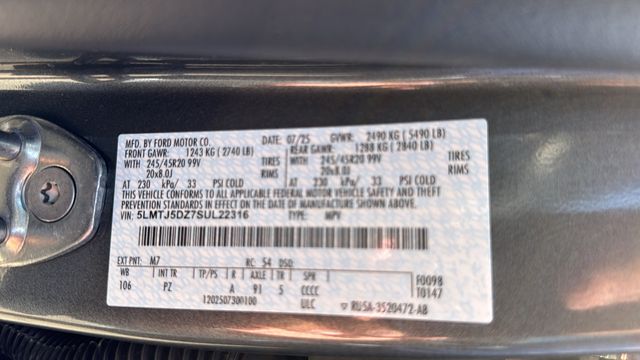 MFD. BY FORD MOTOR CO. DATE: 07/25 GVWR: 2490 KG (5490 LB)
FRONT GAWR: 1243 KG (2740 LB) REAR GAWR: 1288 KG (2840 LB)
WITH 245/45R20 99V TIRES WITH 245/45R20 99V TIRES
20x8.0J RIMS 20x8.0J RIMS
AT 230 kPa/ 33 PSI COLD AT 230 kPa/ 33 PSI COLD
THIS VEHICLE CONFORMS TO ALL APPLICABLE FEDERAL MOTOR VEHICLE SAFETY AND THEFT
PREVENTION STANDARDS IN EFFECT ON THE DATE OF MANUFACTURE SHOWN ABOVE.
VIN: 5LMTJ5DZ7SUL22316 TYPE: MPV
EXT PNT: M7 RC: 54 DSO:
WB INT TR TP/PS R AXLE TR SPR F0098
106 PZ A 91 5 CCCC T0147
1202507300100 ULC RU5A-3520472-AB